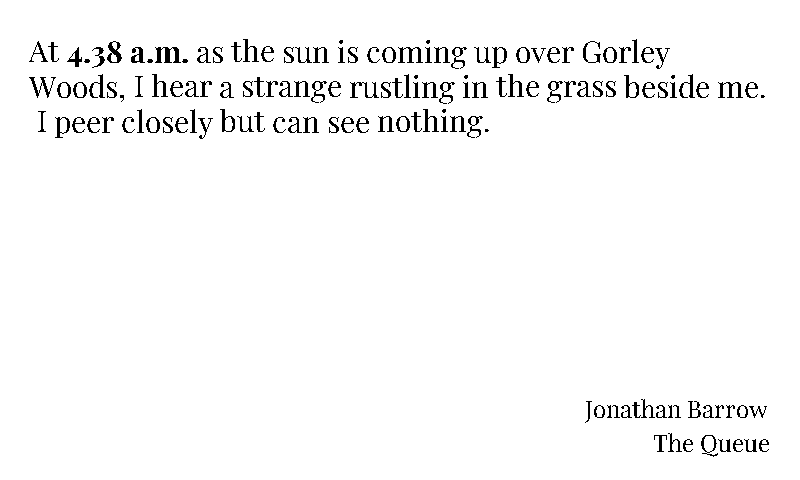 At 4.38 a.m. as the sun is coming up over Gorley
Woods, I hear a strange rustling in the grass beside me.
I peer closely but can see nothing.
Jonathan Barrow
The Queue